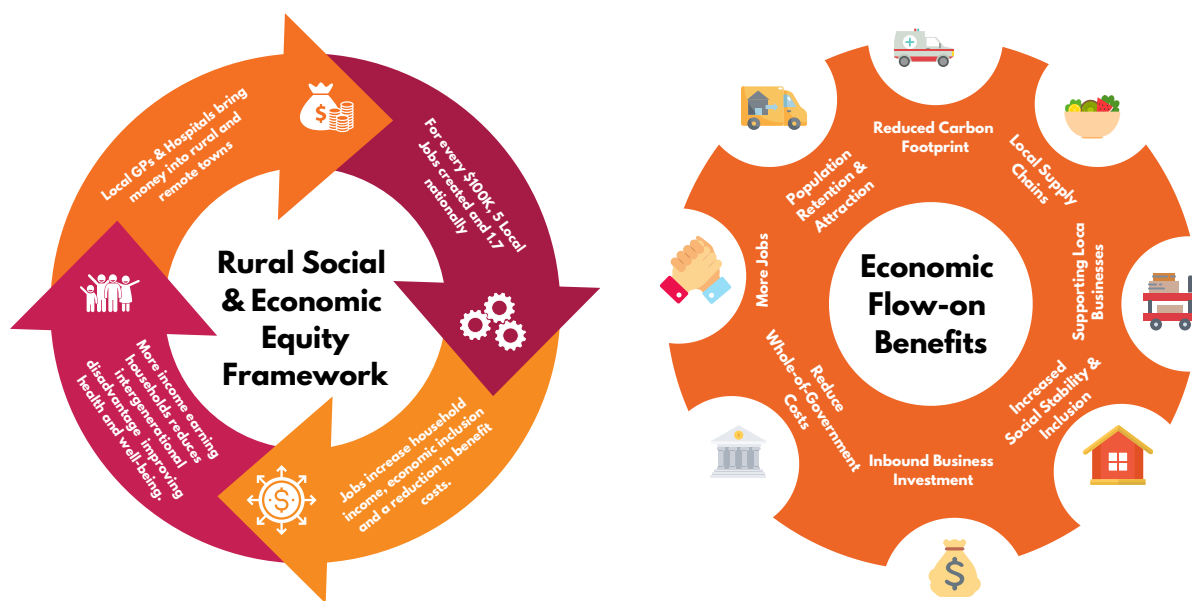 Local GPs & Hospitals bring
money into rural and
remote towns
For every $100K, 5 Local
Jobs created and 1.7
nationally
Jobs increase household
income, economic inclusion
and a reduction in benefit
costs.
More income earning
households reduces
intergenerational
disadvantage improving
health and well-being.
Rural Social
& Economic
Equity
Framework
Reduced Carbon
Footprint
Local Supply
Chains
Supporting Loca
Businesses
Increased
Social Stability &
Inclusion
Inbound Business
Investment
Reduce
Whole-of-Government
Costs
More Jobs
Population
Retention &
Attraction
Economic
Flow-on
Benefits